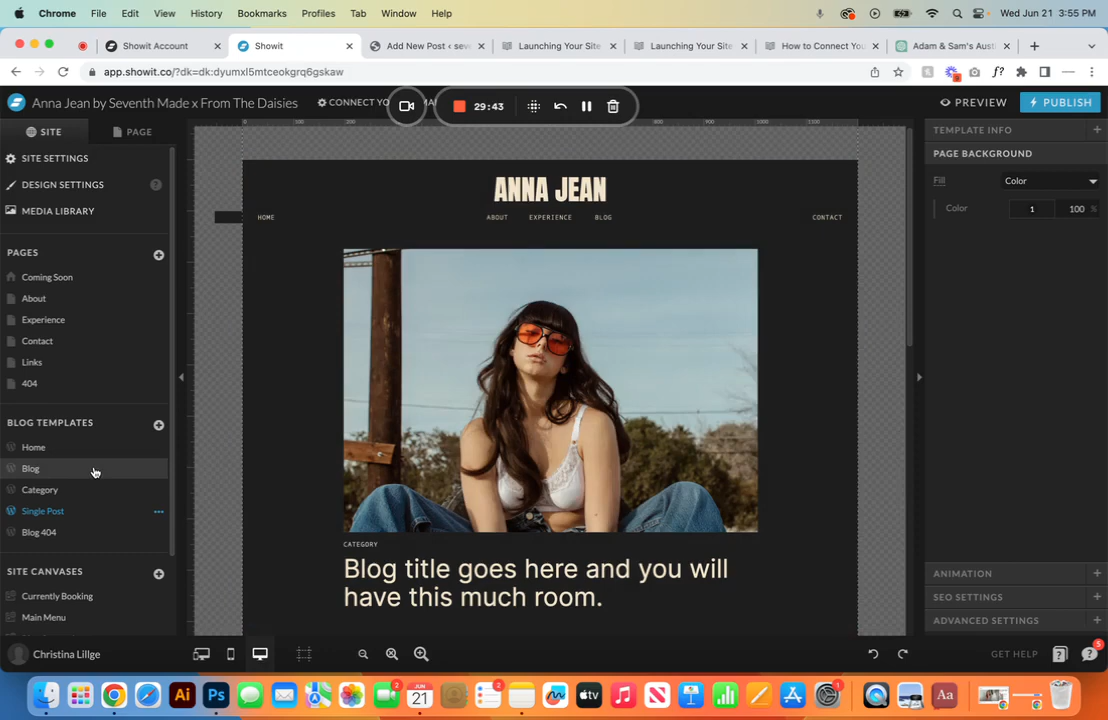 Chrome File Edit View History Bookmarks Profiles Tab Window Help Wed Jun 21 3:55 PM
Showit Account Showit Add New Post ‹ sev Launching Your Site Launching Your Site How to Connect You Adam & Sam's Aust
app.showit.co/?dk=dk:dyumxl5mtceokgrq6gskaw
Anna Jean by Seventh Made x From The Daisies CONNECT YO MAI 29:43 PREVIEW PUBLISH
SITE PAGE
SITE SETTINGS
DESIGN SETTINGS
MEDIA LIBRARY
PAGES
Coming Soon
About
Experience
Contact
Links
404
BLOG TEMPLATES
Home
Blog
Category
Single Post
Blog 404
SITE CANVASES
Currently Booking
Main Menu
Christina Lillge
ANNA JEAN
HOME ABOUT EXPERIENCE BLOG CONTACT
CATEGORY
Blog title goes here and you will
have this much room.
TEMPLATE INFO
PAGE BACKGROUND
Fill Color
Color 1 100 %
ANIMATION
SEO SETTINGS
ADVANCED SETTINGS
GET HELP 5